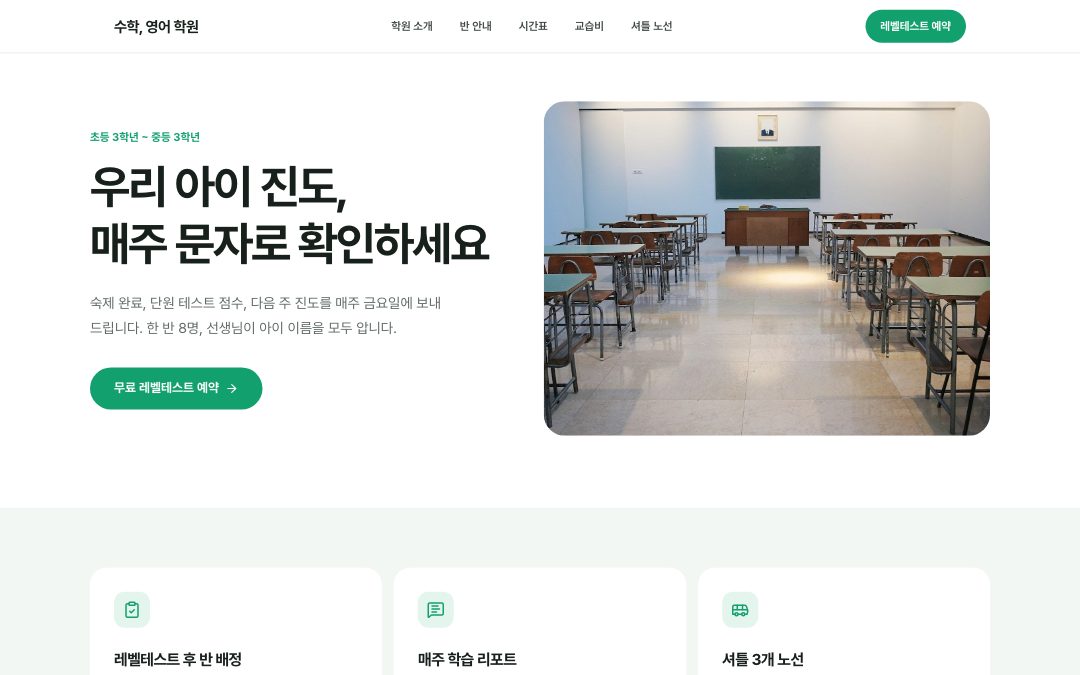 수학, 영어 학원
학원 소개
반 안내
시간표
교습비
셔틀 노선
레벨테스트 예약
초등 3학년 ~ 중등 3학년
우리 아이 진도,
매주 문자로 확인하세요
숙제 완료, 단원 테스트 점수, 다음 주 진도를 매주 금요일에 보내
드립니다. 한 반 8명, 선생님이 아이 이름을 모두 압니다.
무료 레벨테스트 예약 →
레벨테스트 후 반 배정
매주 학습 리포트
셔틀 3개 노선